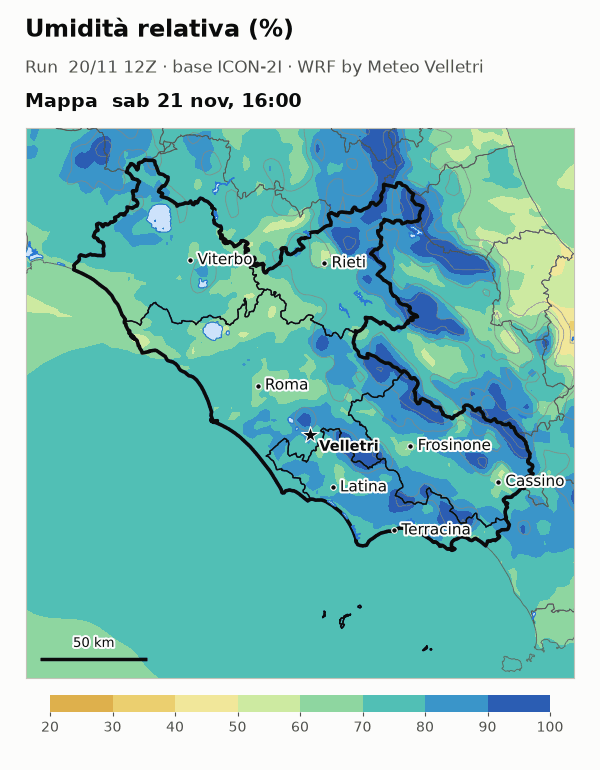 Umidità relativa (%)
Run  20/11 12Z · base ICON-2I · WRF by Meteo Velletri
Mappa  sab 21 nov, 16:00
Viterbo
Rieti
Roma
Velletri
Frosinone
Latina
Cassino
Terracina
50 km
20 30 40 50 60 70 80 90 100